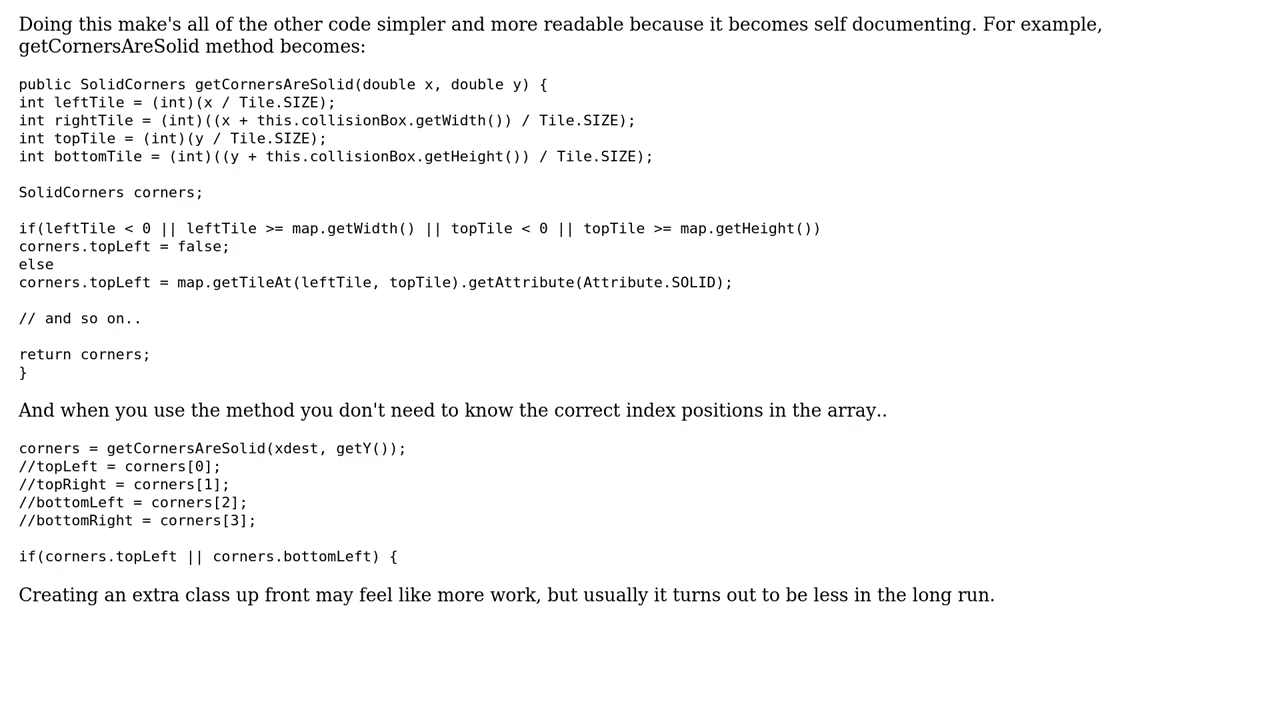 Doing this make's all of the other code simpler and more readable because it becomes self documenting. For example,
getCornersAreSolid method becomes:
public SolidCorners getCornersAreSolid(double x, double y) {
int leftTile = (int)(x / Tile.SIZE);
int rightTile = (int)((x + this.collisionBox.getWidth()) / Tile.SIZE);
int topTile = (int)(y / Tile.SIZE);
int bottomTile = (int)((y + this.collisionBox.getHeight()) / Tile.SIZE);
SolidCorners corners;
if(leftTile < 0 || leftTile >= map.getWidth() || topTile < 0 || topTile >= map.getHeight())
corners.topLeft = false;
else
corners.topLeft = map.getTileAt(leftTile, topTile).getAttribute(Attribute.SOLID);
// and so on..
return corners;
}
And when you use the method you don't need to know the correct index positions in the array..
corners = getCornersAreSolid(xdest, getY());
//topLeft = corners[0];
//topRight = corners[1];
//bottomLeft = corners[2];
//bottomRight = corners[3];
if(corners.topLeft || corners.bottomLeft) {
Creating an extra class up front may feel like more work, but usually it turns out to be less in the long run.